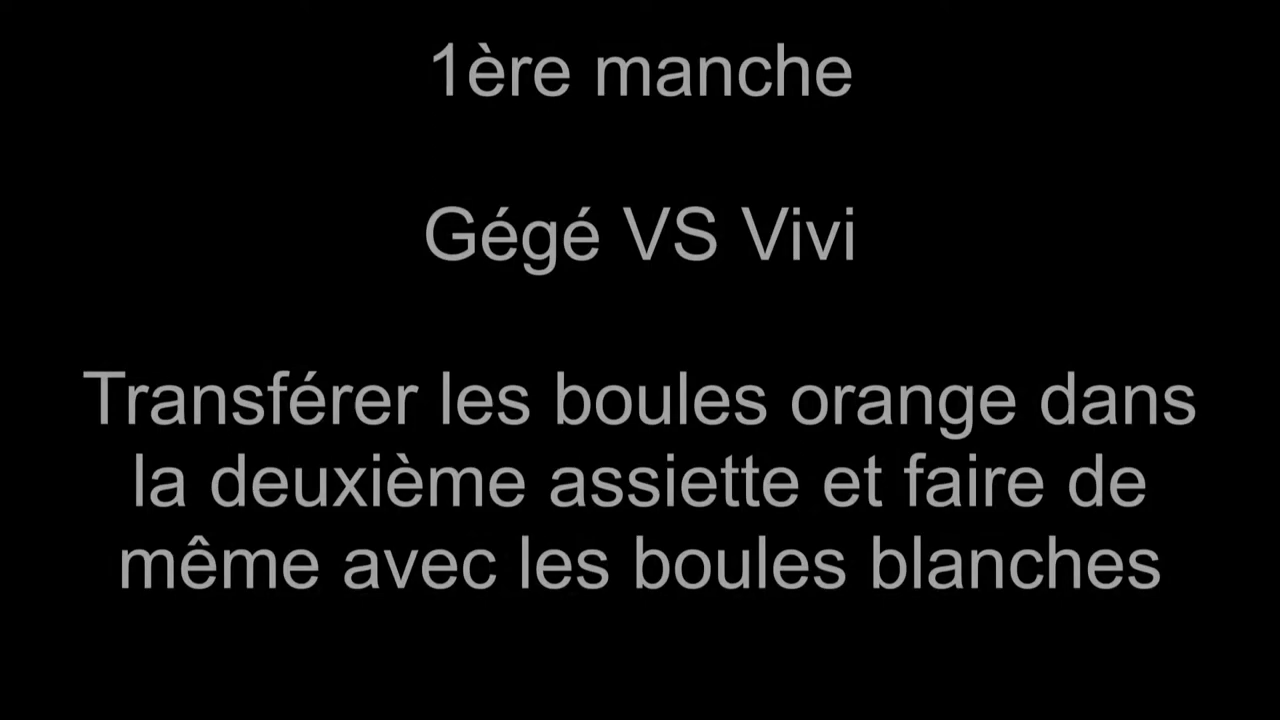 1ère manche
Gégé VS Vivi
Transférer les boules orange dans
la deuxième assiette et faire de
même avec les boules blanches